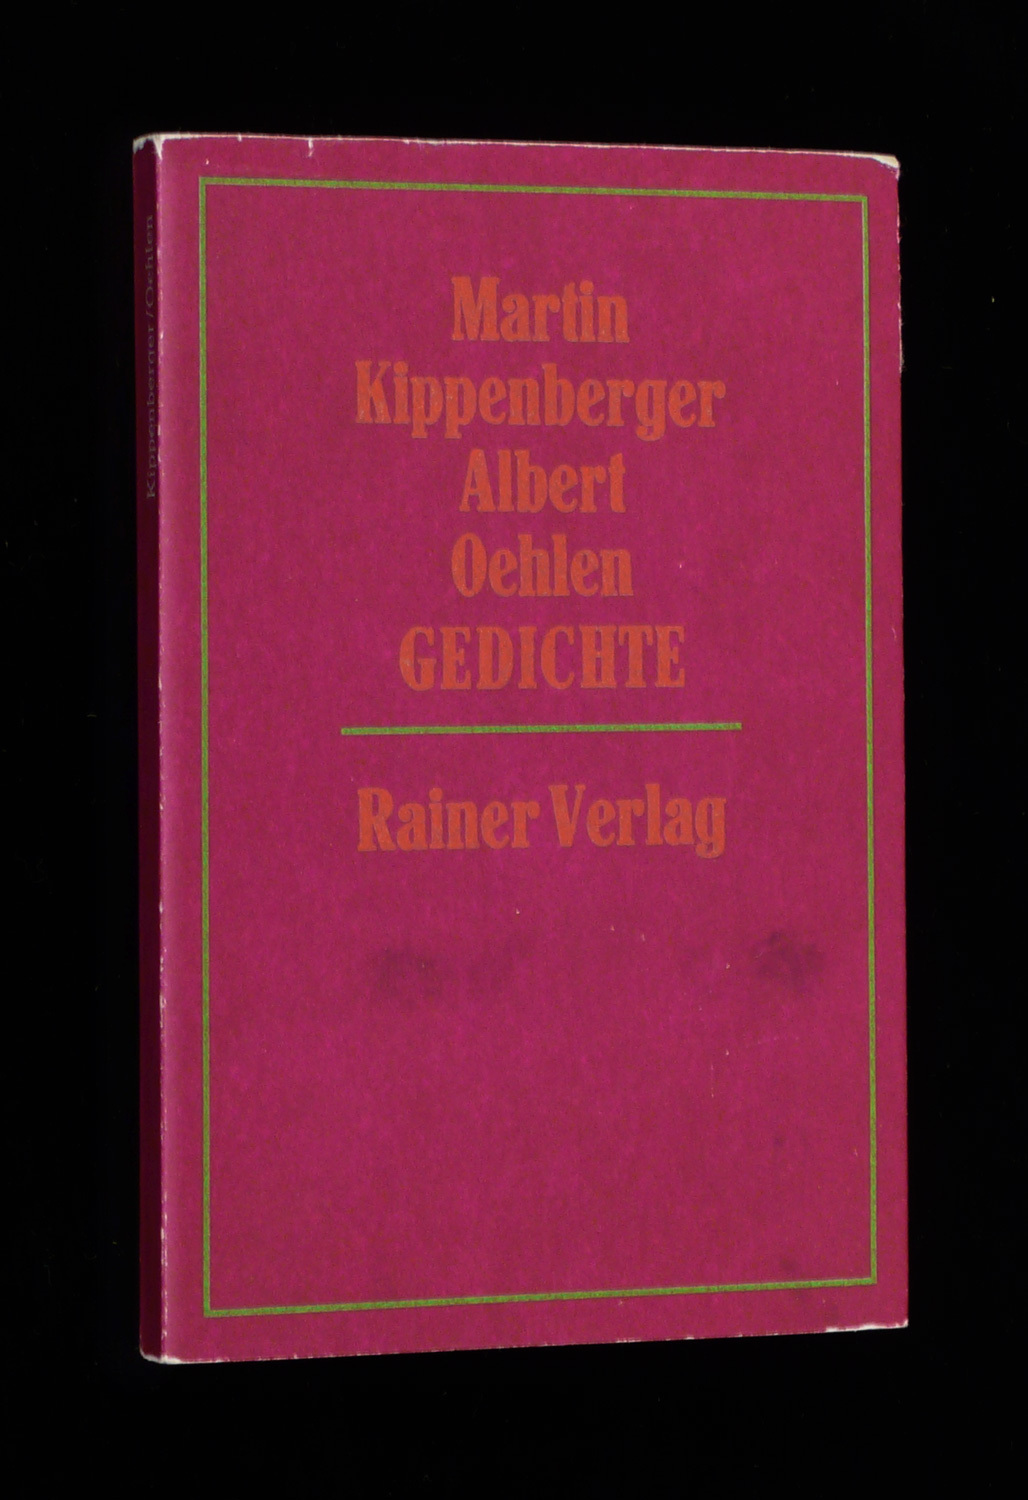 Kippenberger/Oehlen
Martin
Kippenberger
Albert
Oehlen
GEDICHTE
Rainer Verlag